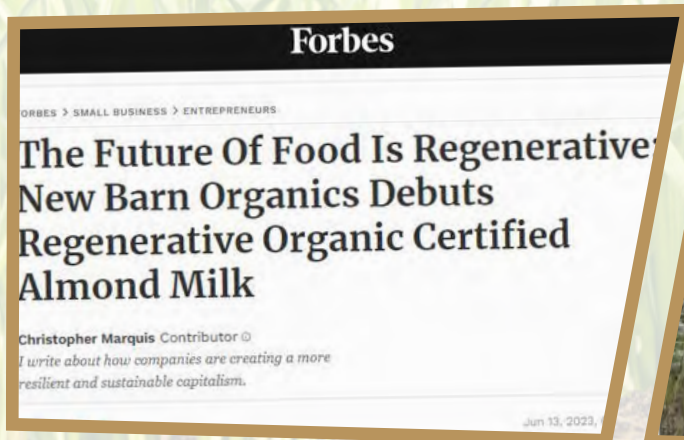 Forbes
ORBES > SMALL BUSINESS > ENTREPRENEURS
The Future Of Food Is Regenerative:
New Barn Organics Debuts
Regenerative Organic Certified
Almond Milk
Christopher Marquis Contributor
I write about how companies are creating a more
resilient and sustainable capitalism.
Jun 13, 2023,